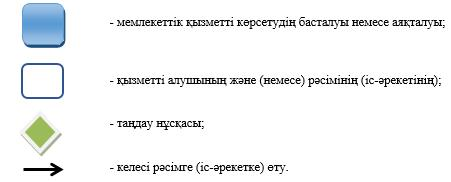 - мемлекеттік қызметті көрсетудің басталуы немесе аяқталуы;
- қызметті алушының және (немесе) рәсімінің (іс-әрекетінің);
- таңдау нұсқасы;
- келесі рәсімге (іс-әрекетке) өту.